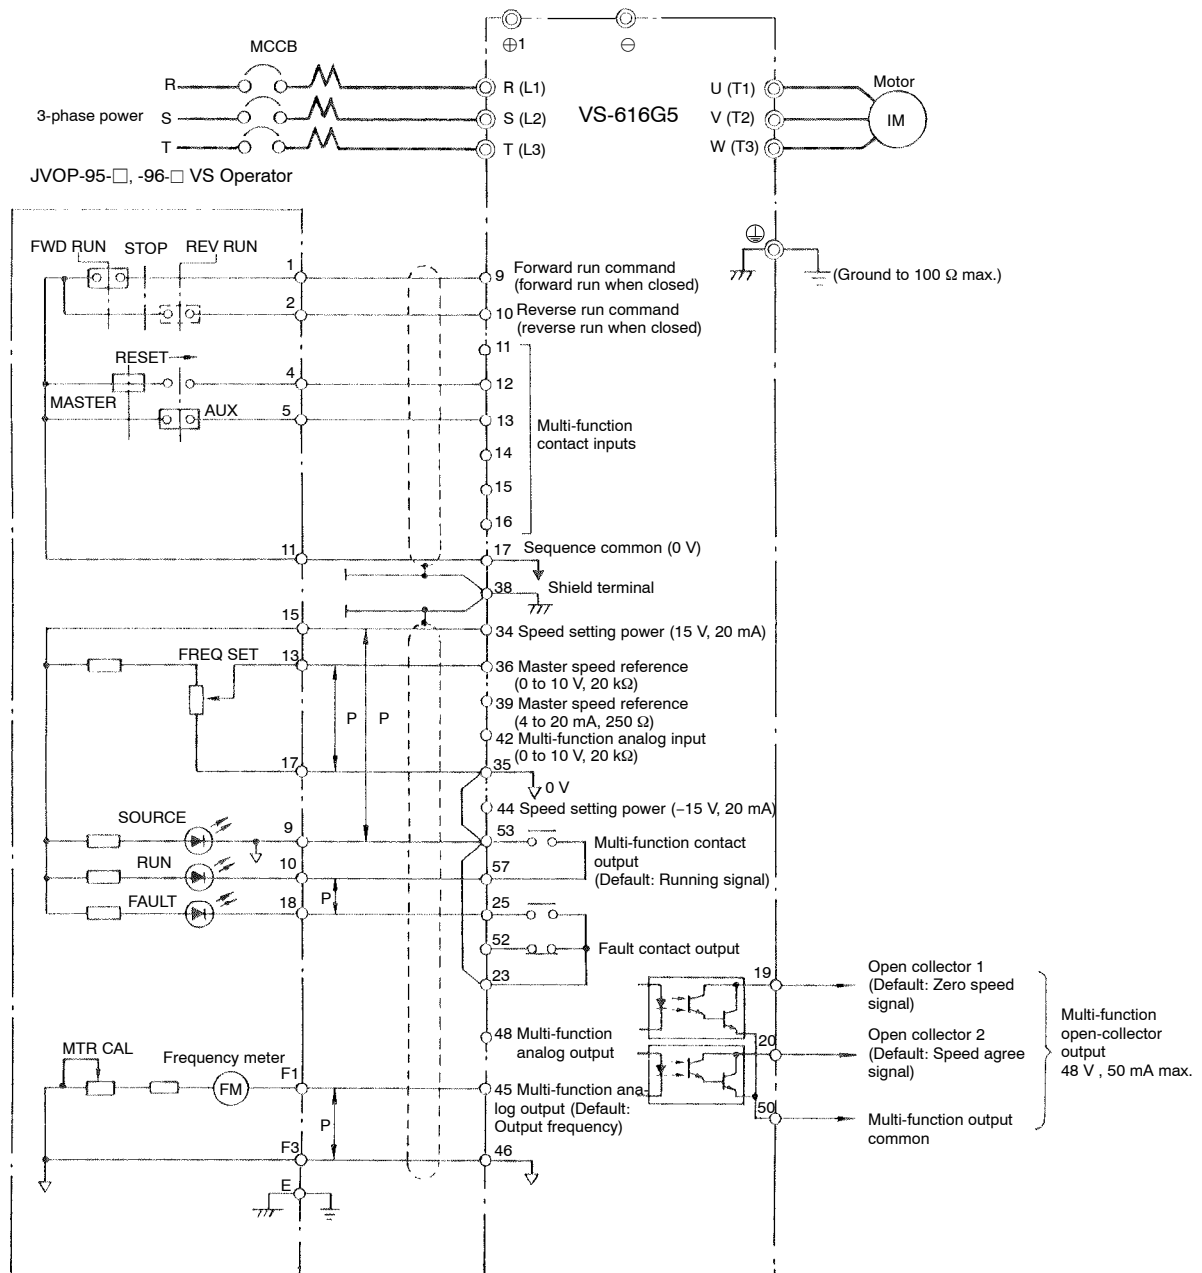 ⊕1
⊖
MCCB
R
R (L1)
U (T1)
Motor
3-phase power
S
S (L2)
VS-616G5
V (T2)
IM
T
T (L3)
W (T3)
JVOP-95-□, -96-□ VS Operator
FWD RUN
STOP
REV RUN
(Ground to 100 Ω max.)
1
9
Forward run command
(forward run when closed)
2
10
Reverse run command
(reverse run when closed)
11
RESET
4
12
MASTER
AUX
5
13
Multi-function
contact inputs
14
15
16
11
17
Sequence common (0 V)
38
Shield terminal
15
34 Speed setting power (15 V, 20 mA)
FREQ SET
13
36 Master speed reference
(0 to 10 V, 20 kΩ)
39 Master speed reference
(4 to 20 mA, 250 Ω)
P
P
42 Multi-function analog input
(0 to 10 V, 20 kΩ)
17
35
0 V
44 Speed setting power (−15 V, 20 mA)
SOURCE
9
53
Multi-function contact
output
(Default: Running signal)
RUN
10
57
FAULT
18
P
25
52
Fault contact output
23
19
Open collector 1
(Default: Zero speed
signal)
48 Multi-function
analog output
20
Open collector 2
(Default: Speed agree
signal)
Multi-function
open-collector
output
48 V , 50 mA max.
MTR CAL
Frequency meter
FM
F1
45 Multi-function ana-
log output (Default:
Output frequency)
50
Multi-function output
common
P
F3
46
E